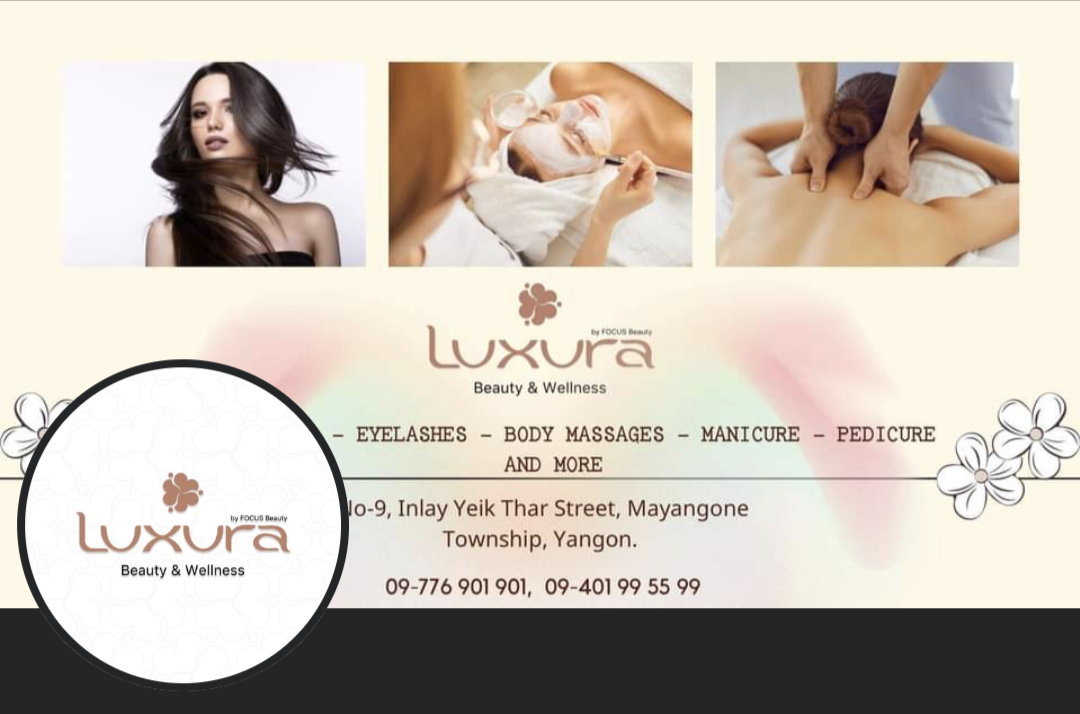 by FOCUS Beauty
Luxura
Beauty & Wellness
– EYELASHES – BODY MASSAGES – MANICURE – PEDICURE
AND MORE
No-9, Inlay Yeik Thar Street, Mayangone
Township, Yangon.
09-776 901 901, 09-401 99 55 99
by FOCUS Beauty
Luxura
Beauty & Wellness